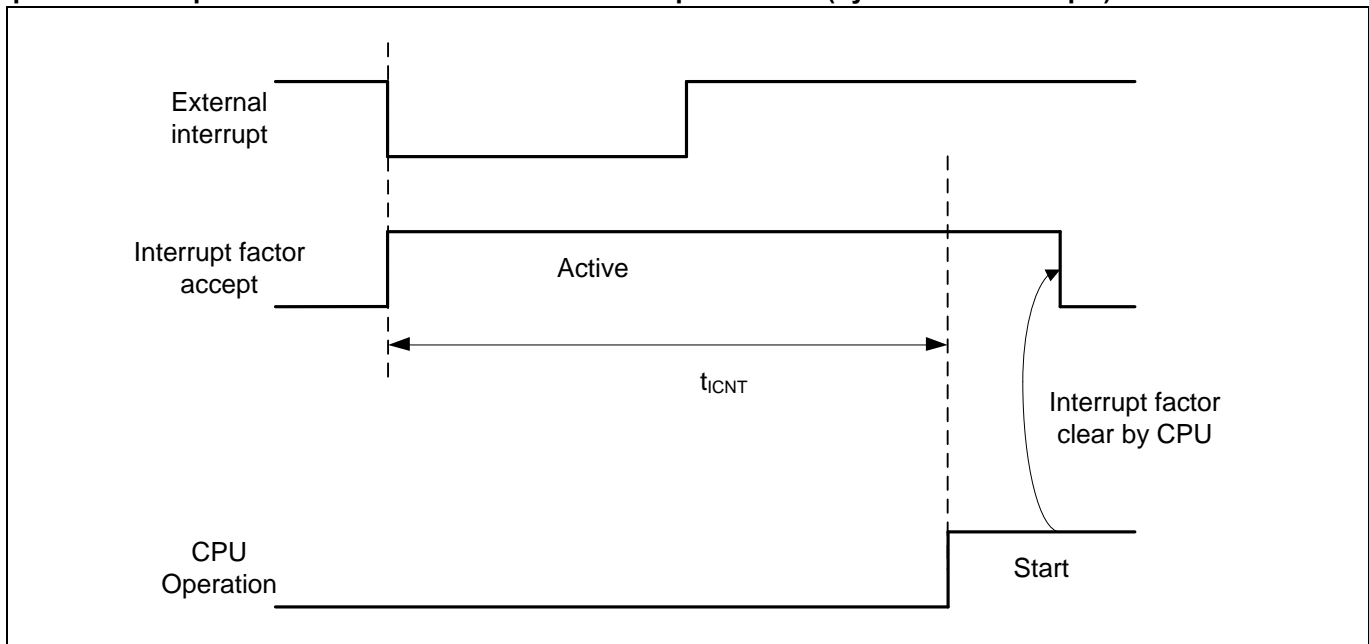 External
interrupt
Interrupt factor
accept
Active
tICNT
Interrupt factor
clear by CPU
CPU
Operation
Start